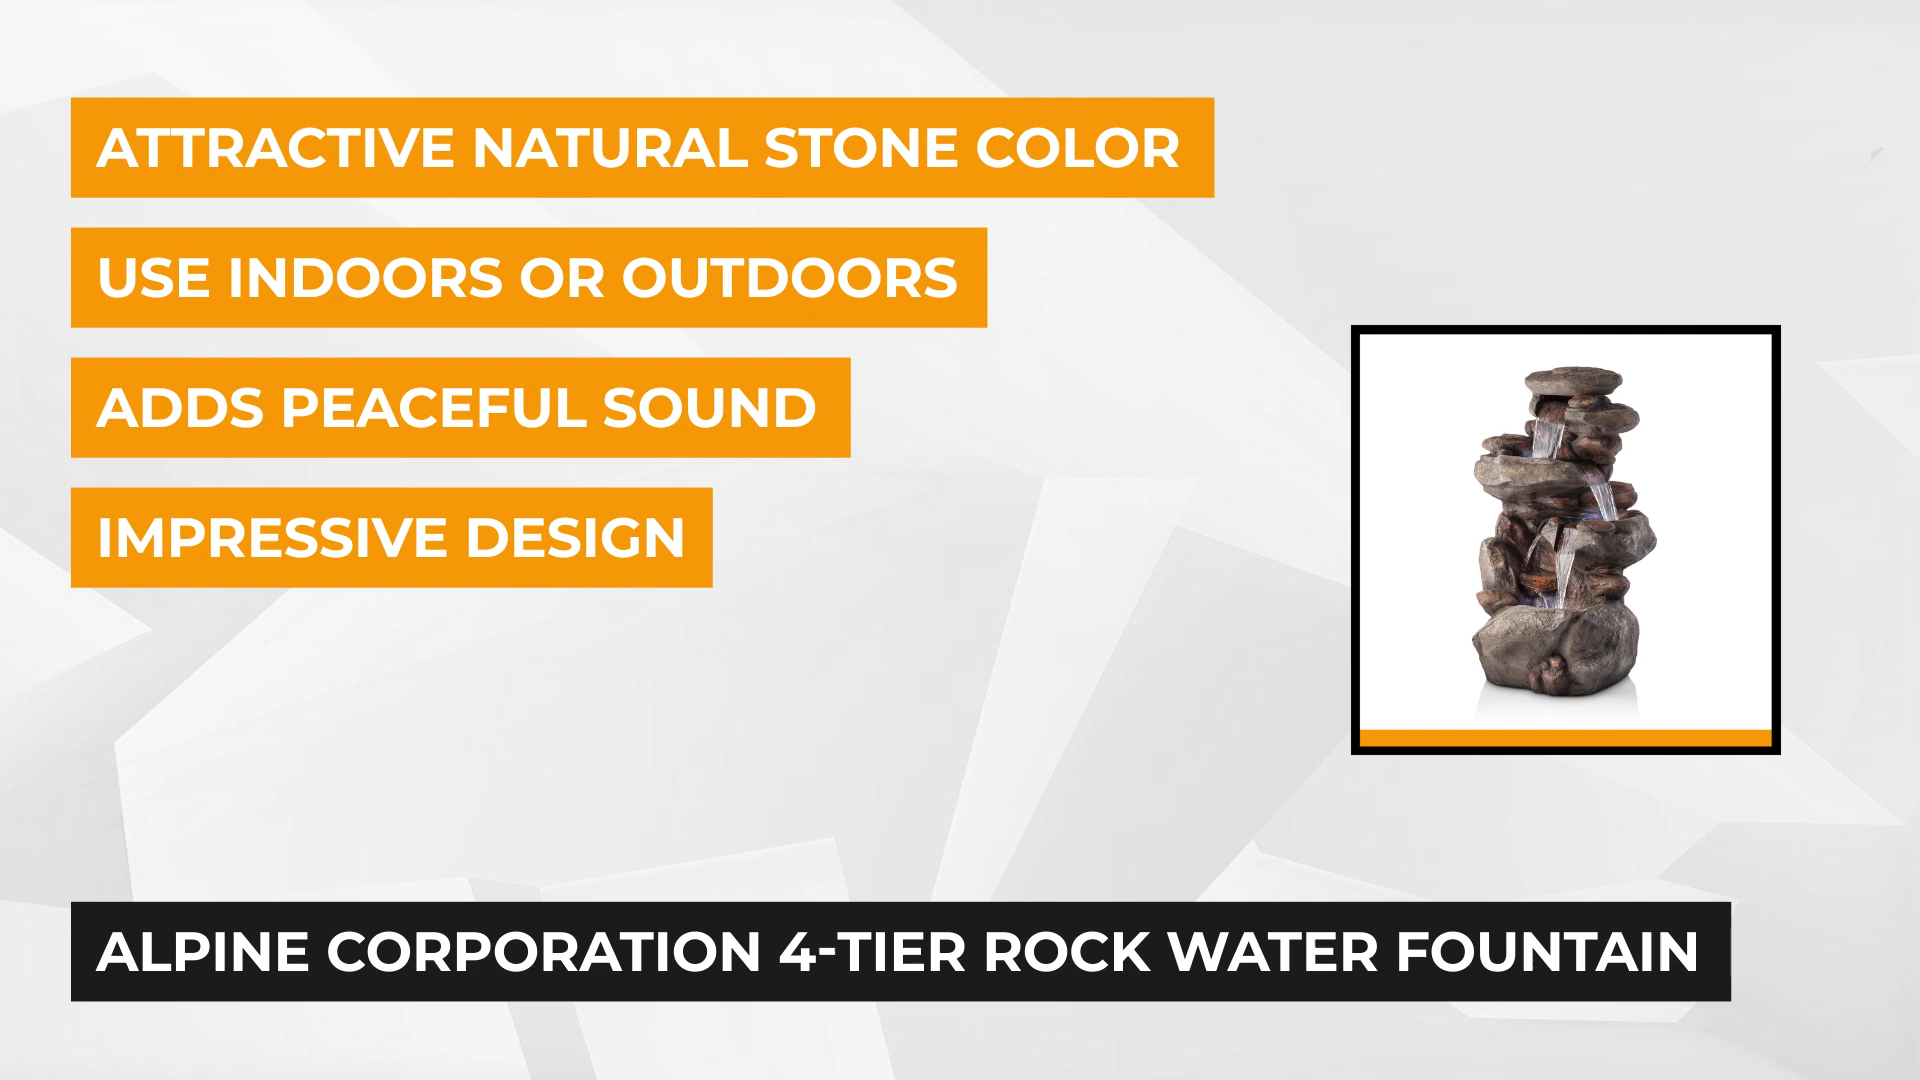 ATTRACTIVE NATURAL STONE COLOR
USE INDOORS OR OUTDOORS
ADDS PEACEFUL SOUND
IMPRESSIVE DESIGN
ALPINE CORPORATION 4-TIER ROCK WATER FOUNTAIN